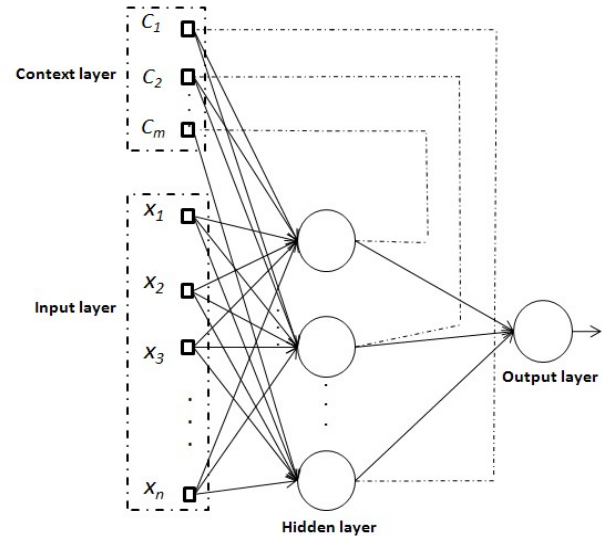 C1
Context layer
C2
Cm
x1
x2
Input layer
x3
Output layer
xn
Hidden layer